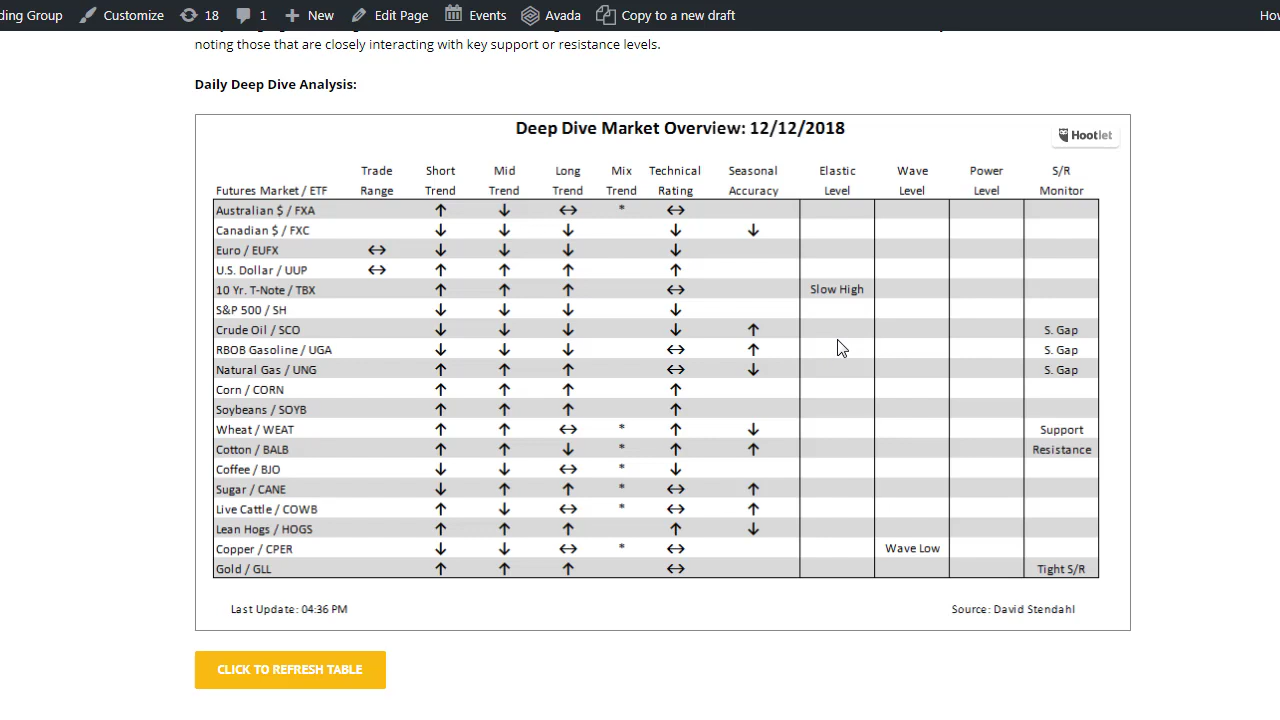 ding Group Customize 18 1 New Edit Page Events Avada Copy to a new draft How
noting those that are closely interacting with key support or resistance levels.
Daily Deep Dive Analysis:
Deep Dive Market Overview: 12/12/2018
Hootlet
Trade Short Mid Long Mix Technical Seasonal Elastic Wave Power S/R
Futures Market / ETF Range Trend Trend Trend Trend Rating Accuracy Level Level Level Monitor
Australian $ / FXA ↑ ↓ ↔ * ↔
Canadian $ / FXC ↓ ↓ ↓ ↓ ↓
Euro / EUFX ↔ ↓ ↓ ↓ ↓
U.S. Dollar / UUP ↔ ↑ ↑ ↑ ↑
10 Yr. T-Note / TBX ↑ ↑ ↑ ↔ Slow High
S&P 500 / SH ↓ ↓ ↓ ↓
Crude Oil / SCO ↓ ↓ ↓ ↓ ↑ S. Gap
RBOB Gasoline / UGA ↓ ↓ ↓ ↔ ↑ S. Gap
Natural Gas / UNG ↑ ↑ ↑ ↔ ↓ S. Gap
Corn / CORN ↑ ↑ ↑ ↑
Soybeans / SOYB ↑ ↑ ↑ ↑
Wheat / WEAT ↑ ↑ ↔ * ↑ ↓ Support
Cotton / BALB ↑ ↑ ↓ * ↑ ↑ Resistance
Coffee / BJO ↓ ↓ ↔ * ↓
Sugar / CANE ↓ ↑ ↑ * ↔ ↑
Live Cattle / COWB ↑ ↓ ↔ * ↔ ↑
Lean Hogs / HOGS ↑ ↑ ↑ ↑ ↓
Copper / CPER ↓ ↓ ↔ * ↔ Wave Low
Gold / GLL ↑ ↑ ↑ ↔ Tight S/R
Last Update: 04:36 PM Source: David Stendahl
CLICK TO REFRESH TABLE